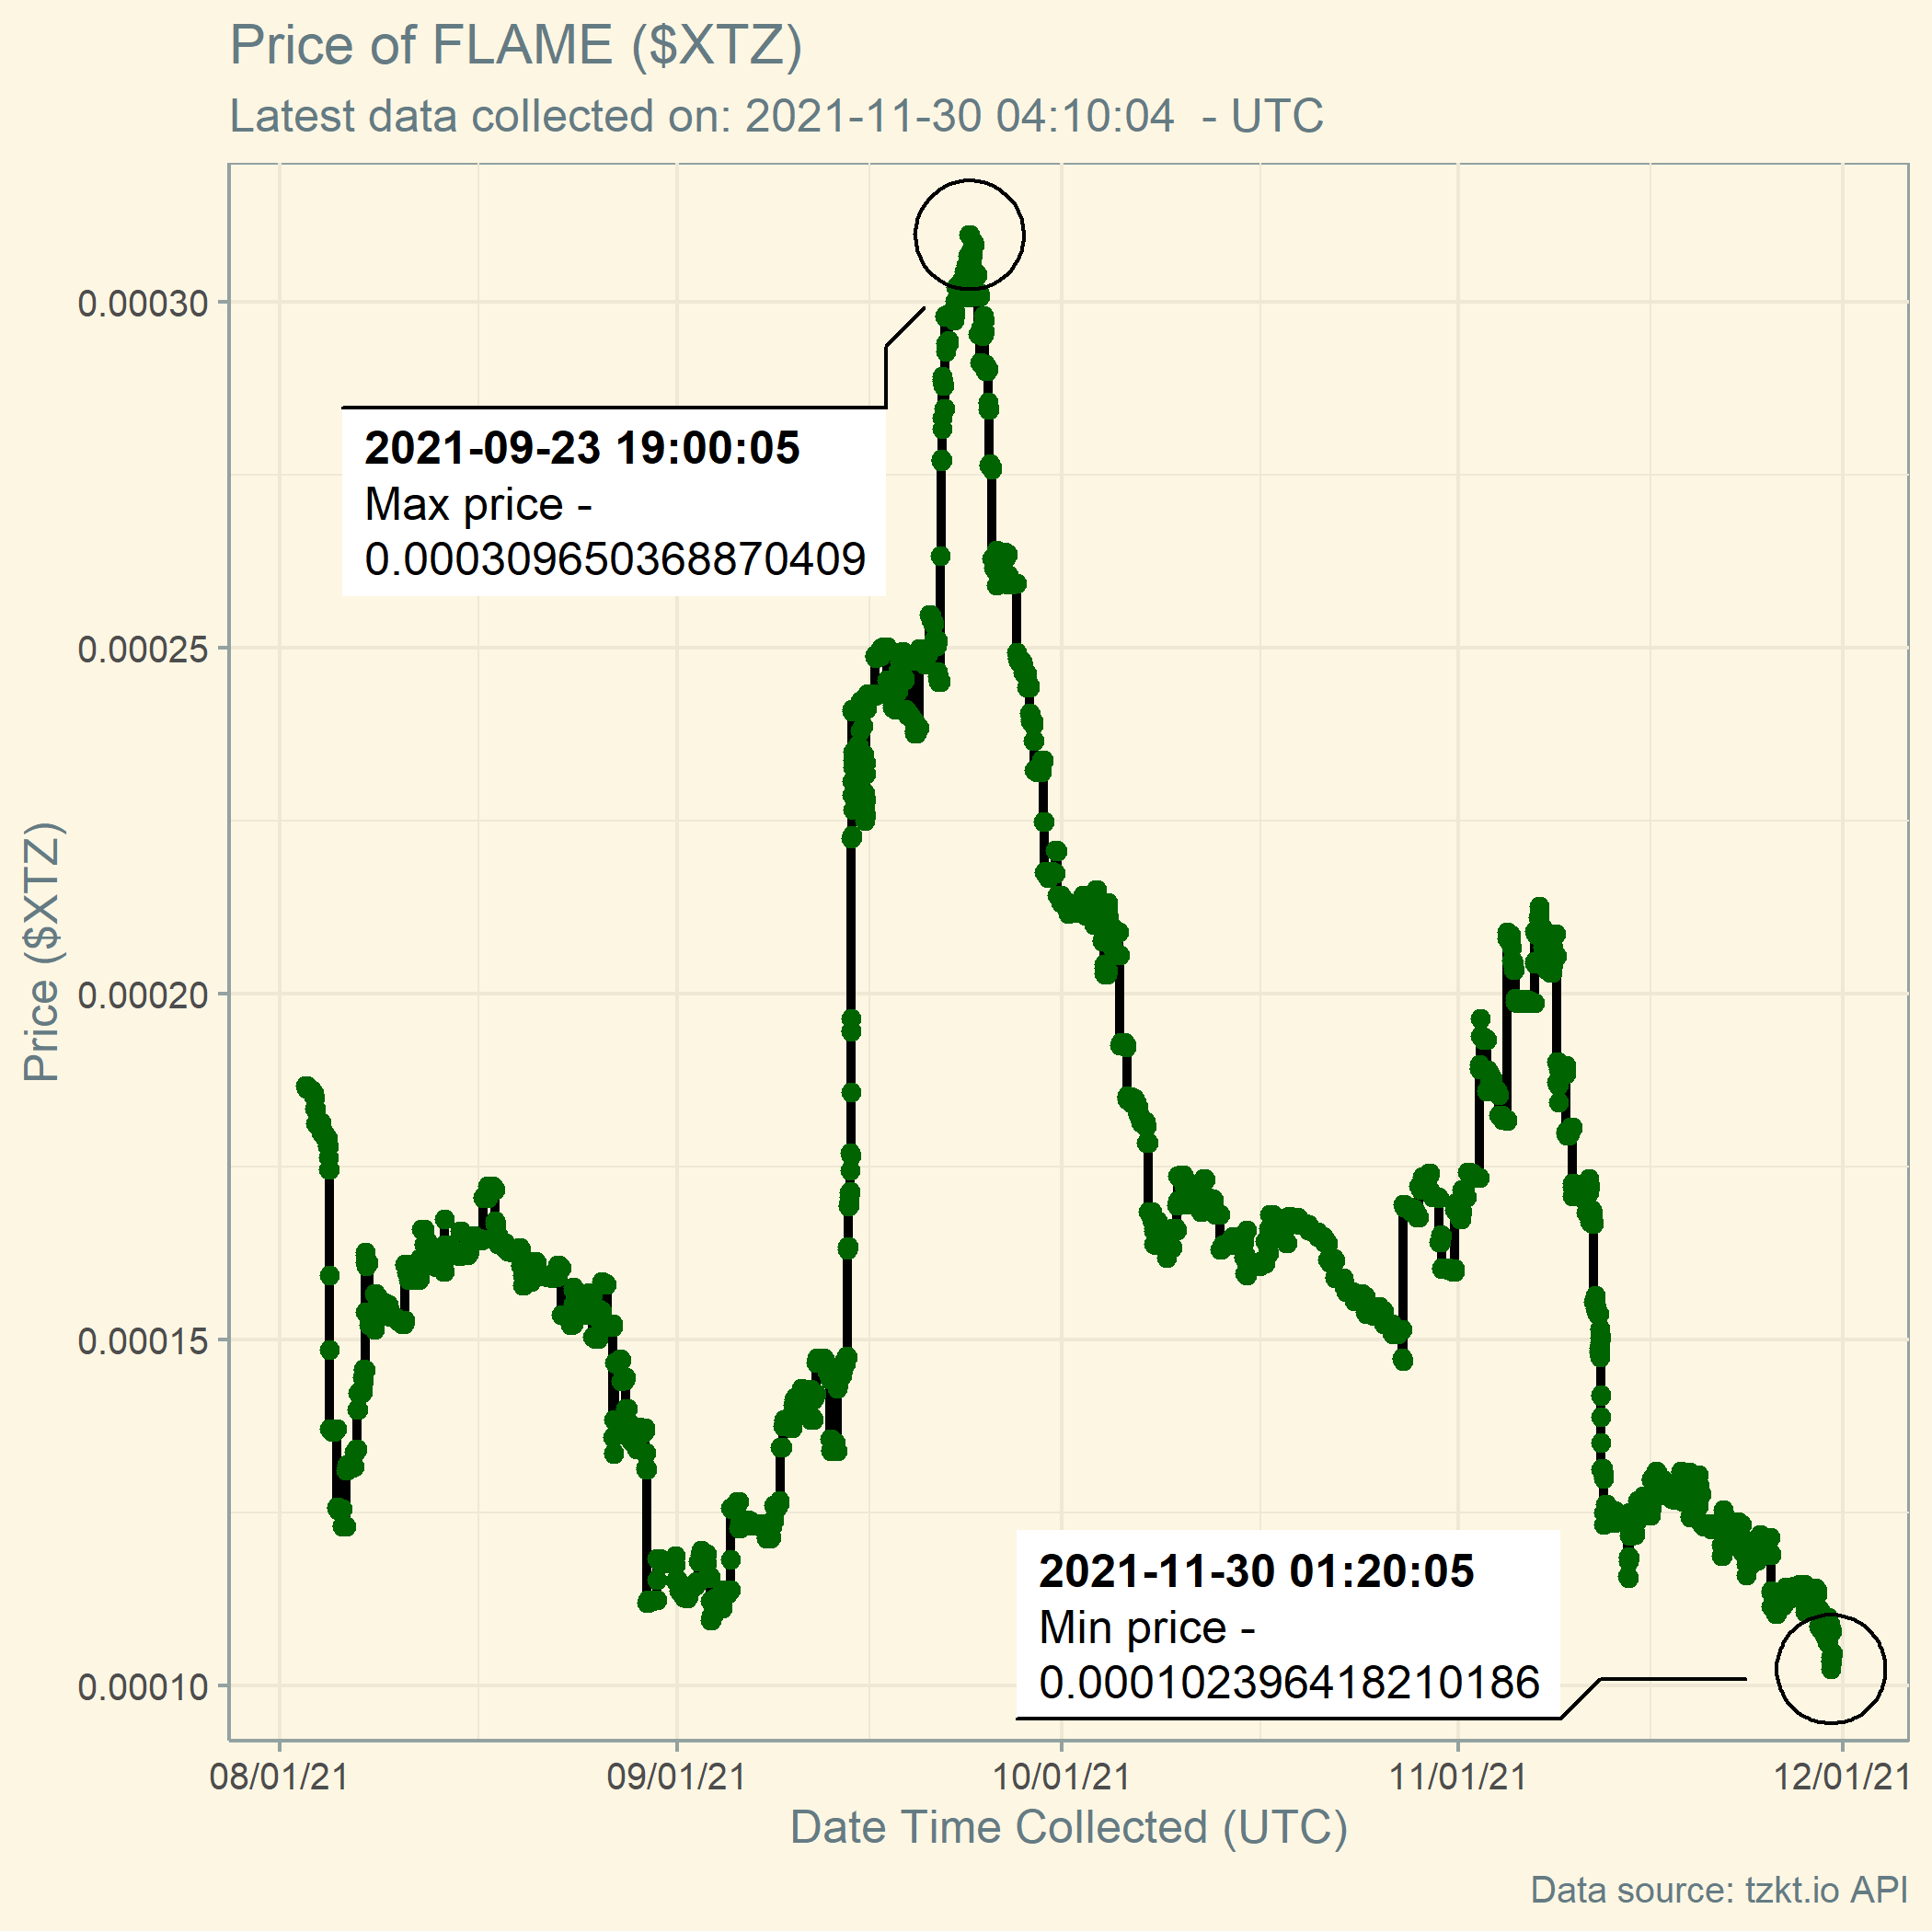 Price of FLAME ($XTZ)
Latest data collected on: 2021-11-30 04:10:04  - UTC
0.00030
2021-09-23 19:00:05
Max price -
0.000309650368870409
0.00025
Price ($XTZ)
0.00020
0.00015
2021-11-30 01:20:05
Min price -
0.000102396418210186
0.00010
08/01/21
09/01/21
10/01/21
11/01/21
12/01/21
Date Time Collected (UTC)
Data source: tzkt.io API